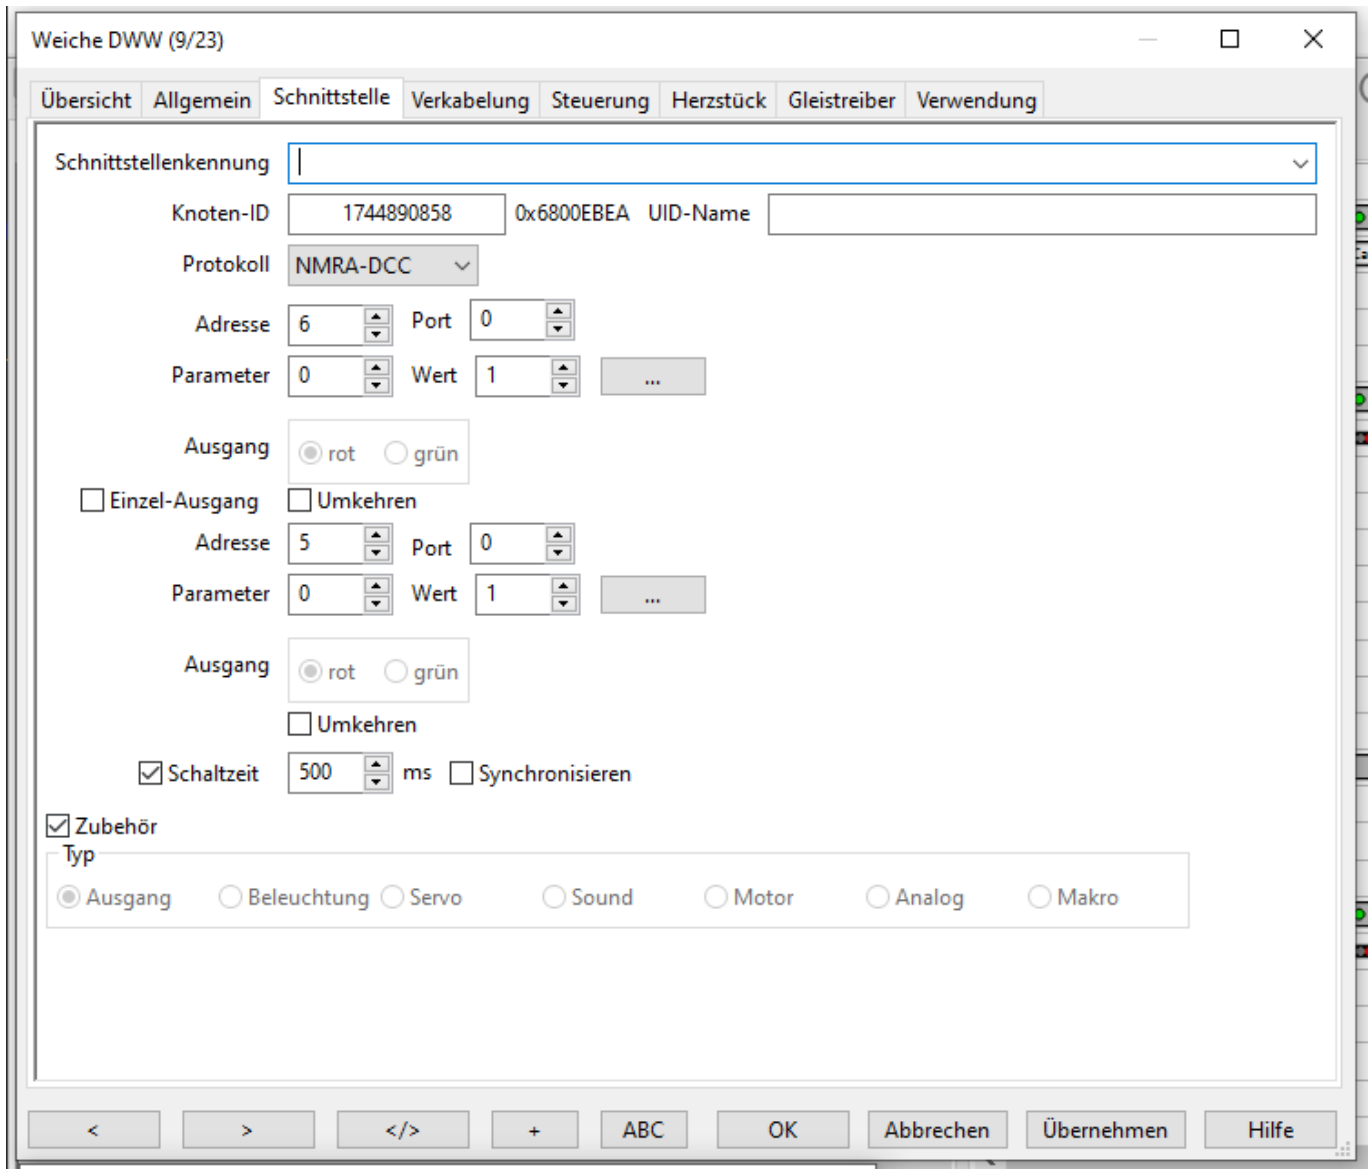 Weiche DWW (9/23)
Übersicht Allgemein Schnittstelle Verkabelung Steuerung Herzstück Gleistreiber Verwendung
Schnittstellenkennung
Knoten-ID 1744890858 0x6800EBEA UID-Name
Protokoll NMRA-DCC
Adresse 6 Port 0
Parameter 0 Wert 1 ...
Ausgang rot grün
Einzel-Ausgang Umkehren
Adresse 5 Port 0
Parameter 0 Wert 1 ...
Ausgang rot grün
Umkehren
Schaltzeit 500 ms Synchronisieren
Zubehör
Typ
Ausgang Beleuchtung Servo Sound Motor Analog Makro
< > </> + ABC OK Abbrechen Übernehmen Hilfe